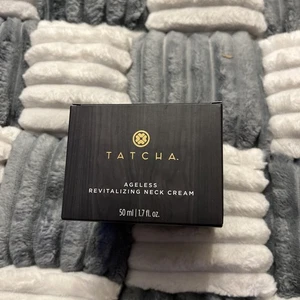 TATCHA.
AGELESS
REVITALIZING NECK CREAM
50 ml | 1.7 fl. oz.